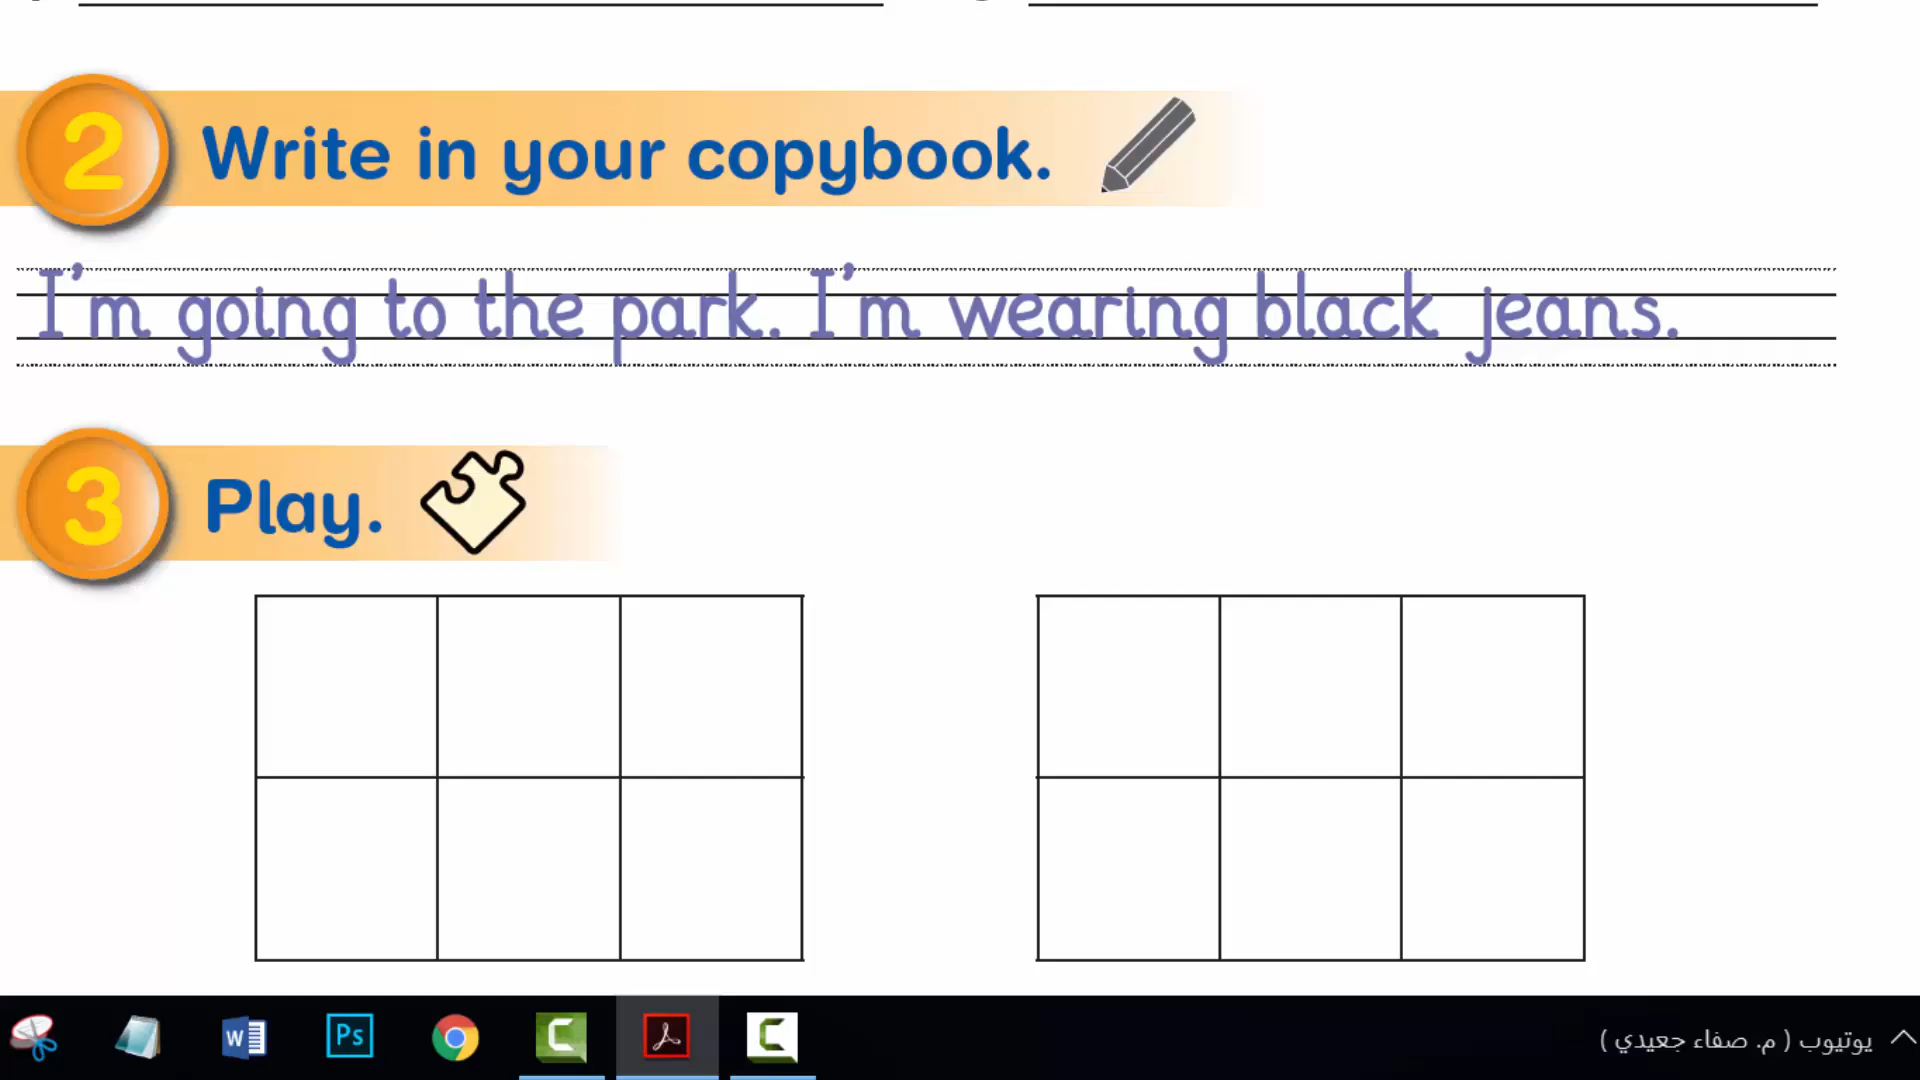 2 Write in your copybook.
I'm going to the park. I'm wearing black jeans.
3 Play.
W Ps
يوتيوب ( م. صفاء جعيدي )